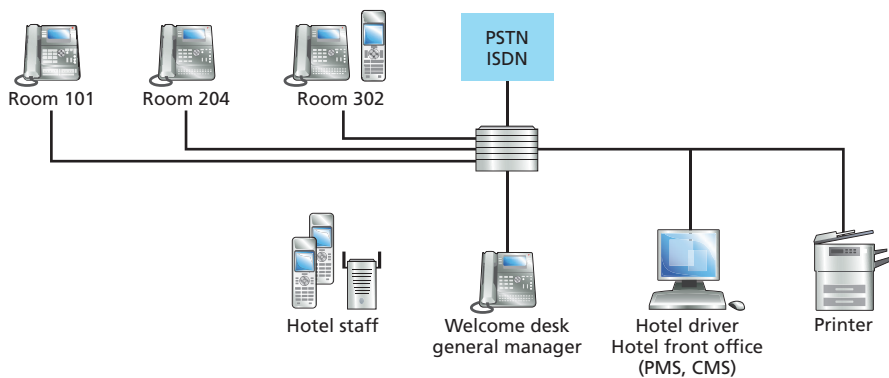 PSTN
ISDN
Room 101
Room 204
Room 302
Hotel staff
Welcome desk
general manager
Hotel driver
Hotel front office
(PMS, CMS)
Printer